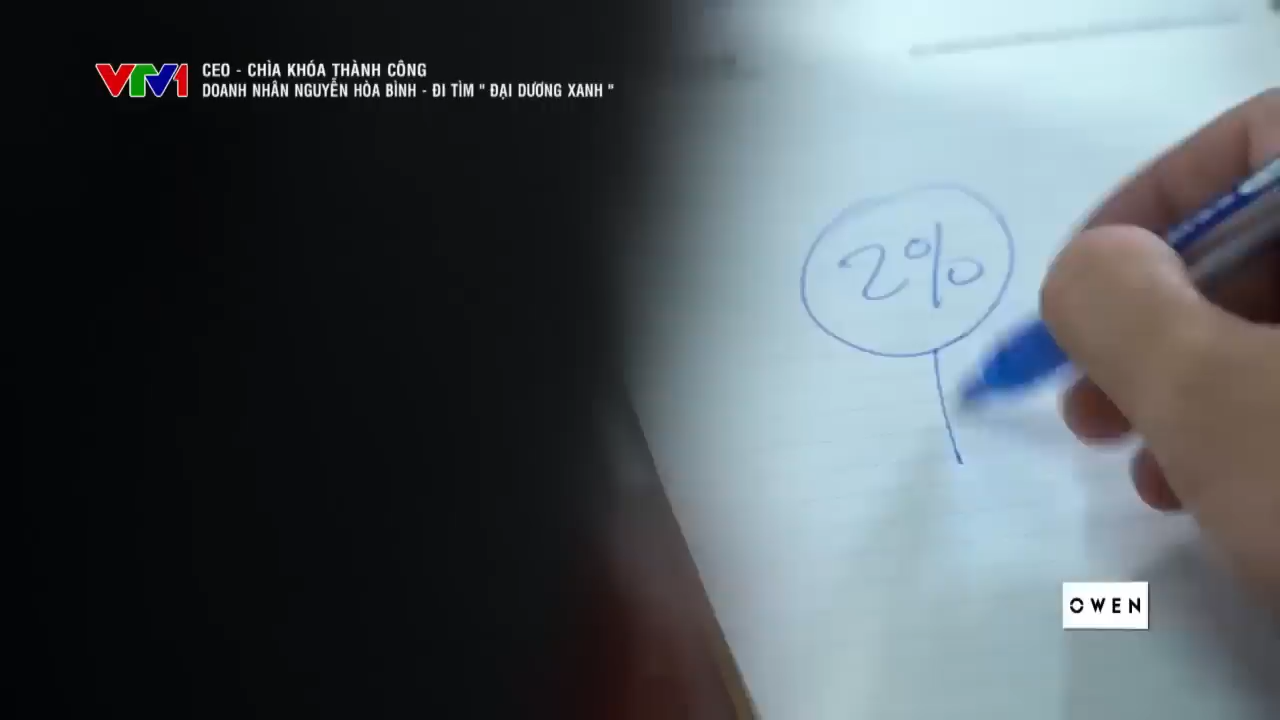 VTV1
CEO - CHÌA KHÓA THÀNH CÔNG
DOANH NHÂN NGUYỄN HÒA BÌNH - ĐI TÌM " ĐẠI DƯƠNG XANH "
2%
OWEN